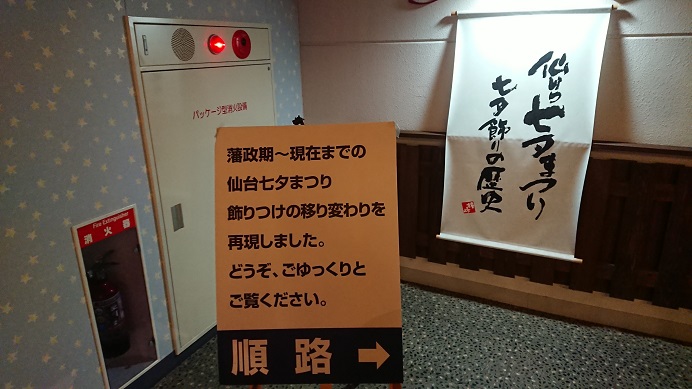 パッケージ型消火設備
Fire Extinguisher
消火器
藩政期～現在までの
仙台七夕まつり
飾りつけの移り変わりを
再現しました。
どうぞ、ごゆっくりと
ご覧ください。
順路→
仙台七夕まつり
七夕飾りの歴史